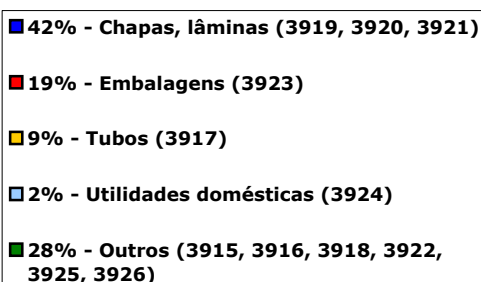 42% - Chapas, lâminas (3919, 3920, 3921)
19% - Embalagens (3923)
9% - Tubos (3917)
2% - Utilidades domésticas (3924)
28% - Outros (3915, 3916, 3918, 3922,
3925, 3926)